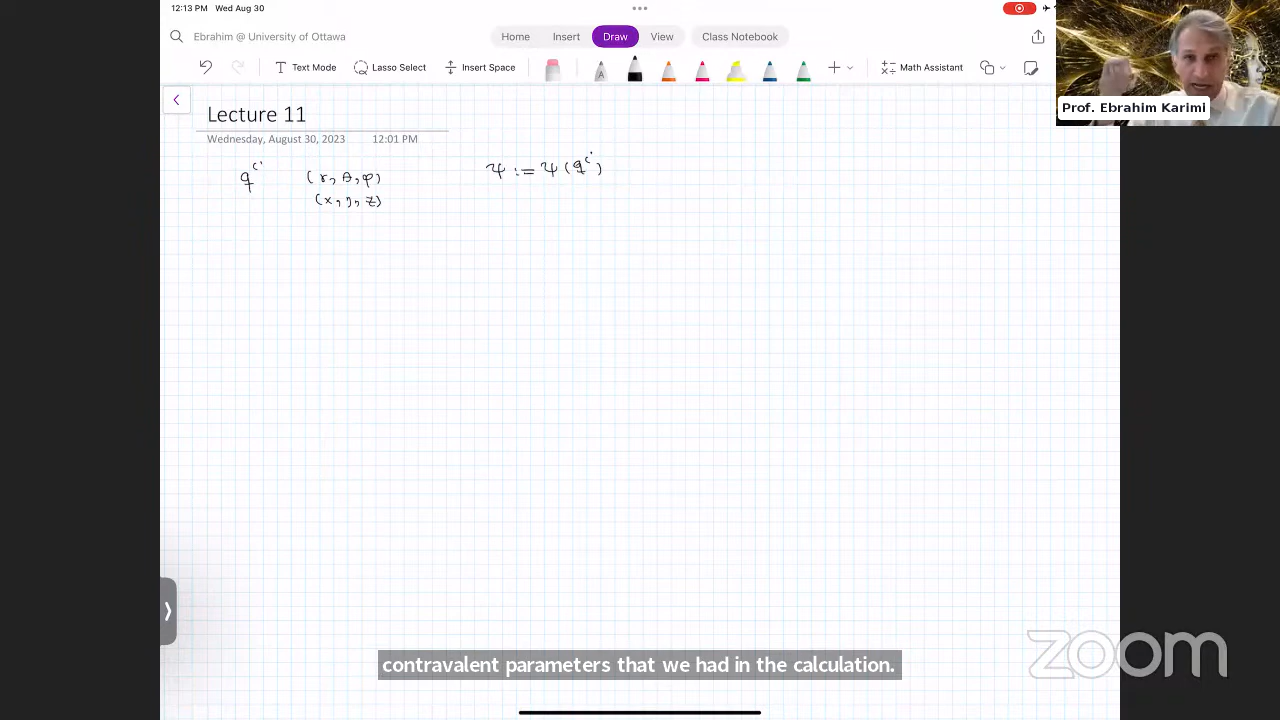 12:13 PM Wed Aug 30
Ebrahim @ University of Ottawa
Home Insert Draw View Class Notebook
Text Mode Lasso Select Insert Space Math Assistant
Prof. Ebrahim Karimi
Lecture 11
Wednesday, August 30, 2023 12:01 PM
qⁱ (r, θ, φ) ψ := ψ(qⁱ)
(x, y, z)
contravalent parameters that we had in the calculation.
zoom